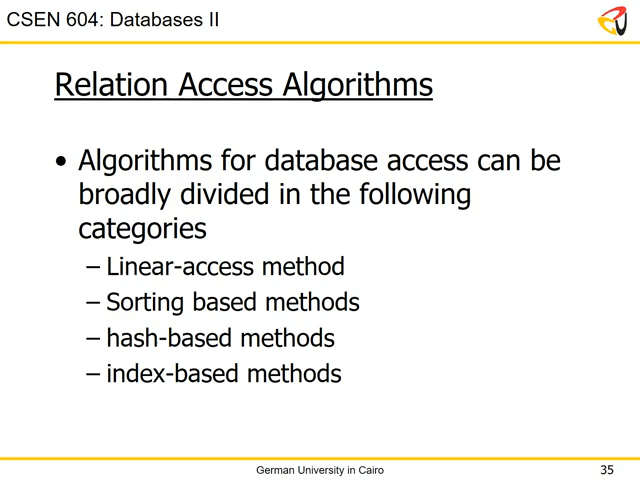 CSEN 604: Databases II
Relation Access Algorithms
• Algorithms for database access can be
broadly divided in the following
categories
– Linear-access method
– Sorting based methods
– hash-based methods
– index-based methods
German University in Cairo
35